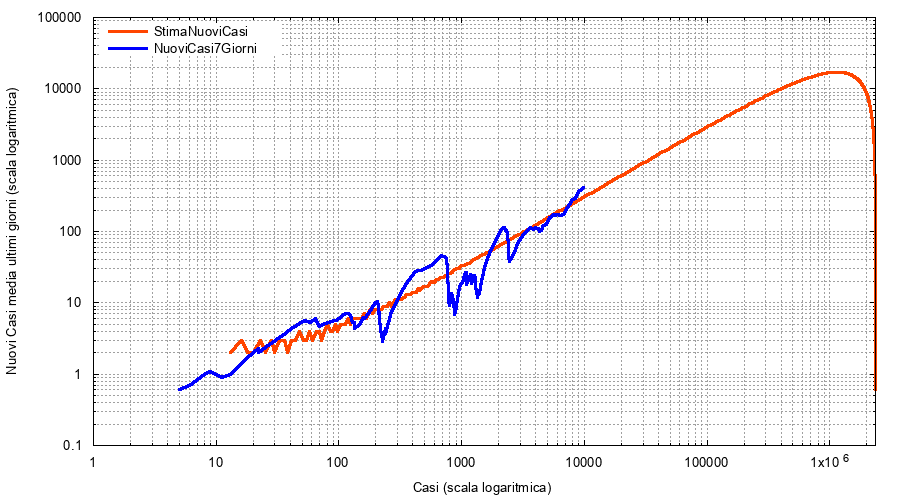 100000
10000
1000
100
10
1
0.1
StimaNuoviCasi
NuoviCasi7Giorni
Nuovi Casi media ultimi giorni (scala logaritmica)
1 10 100 1000 10000 100000 1x10 6
Casi (scala logaritmica)